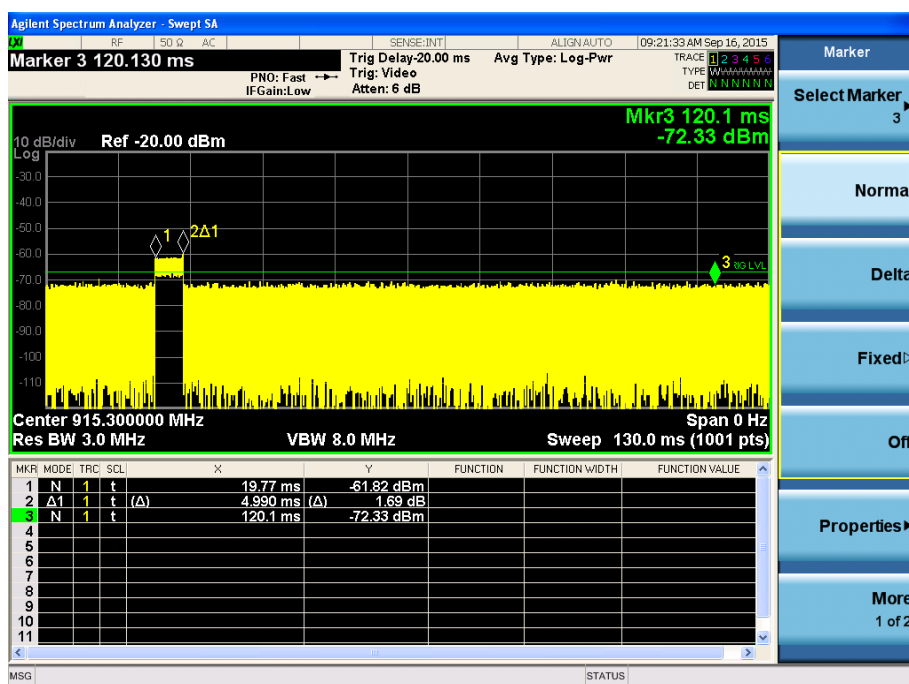 Agilent Spectrum Analyzer - Swept SA
LXI RF 50 Ω AC SENSE:INT ALIGN AUTO 09:21:33 AM Sep 16, 2015
Marker 3 120.130 ms
Trig Delay-20.00 ms Avg Type: Log-Pwr
TRACE 1 2 3 4 5 6
PNO: Fast Trig: Video
TYPE WWWWWW
IFGain:Low Atten: 6 dB
DET N N N N N N
Mkr3 120.1 ms
-72.33 dBm
10 dB/div Ref -20.00 dBm
Log
-30.0
-40.0
-50.0
-60.0
-70.0
-80.0
-90.0
-100
-110
1 2Δ1
3 RIG LVL
Center 915.300000 MHz Span 0 Hz
Res BW 3.0 MHz VBW 8.0 MHz Sweep 130.0 ms (1001 pts)
MKR MODE TRC SCL X Y FUNCTION FUNCTION WIDTH FUNCTION VALUE
1 N 1 t 19.77 ms -61.82 dBm
2 Δ1 1 t (Δ) 4.990 ms (Δ) 1.69 dB
3 N 1 t 120.1 ms -72.33 dBm
4
5
6
7
8
9
10
11
MSG STATUS
Marker
Select Marker
3
Norma
Delta
Fixed
Off
Properties
More
1 of 2